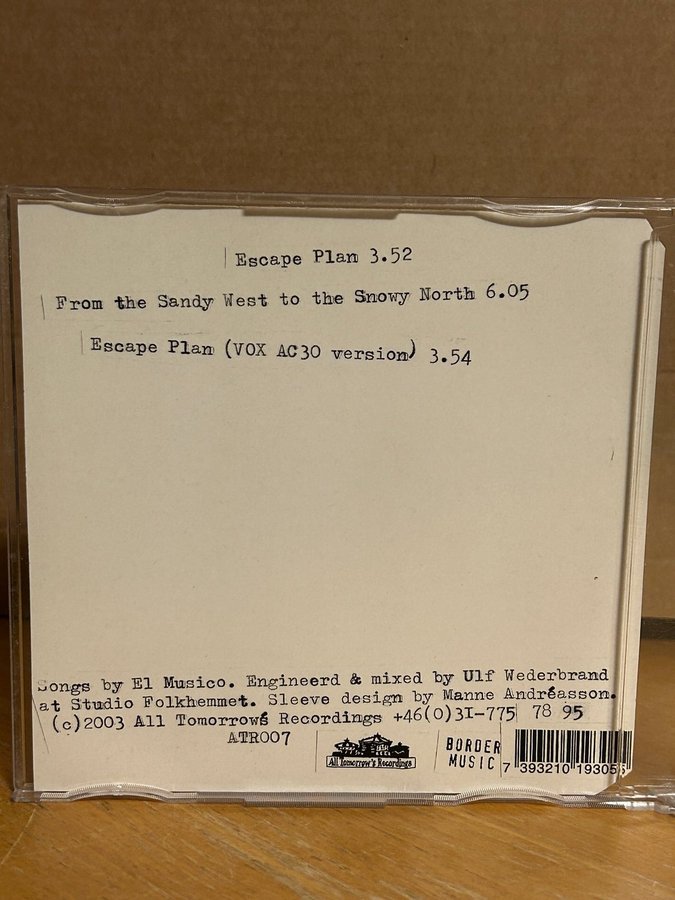 Escape Plan 3.52
From the Sandy West to the Snowy North 6.05
Escape Plan (VOX AC30 version) 3.54
Songs by El Musico. Engineerd & mixed by Ulf Wederbrand
at Studio Folkhemmet. Sleeve design by Manne Andréasson.
(c)2003 All Tomorrowś Recordings +46(0)31-775 78 95
ATR007
All Tomorrow's Recordings
BORDER
MUSIC
7 393210 193055